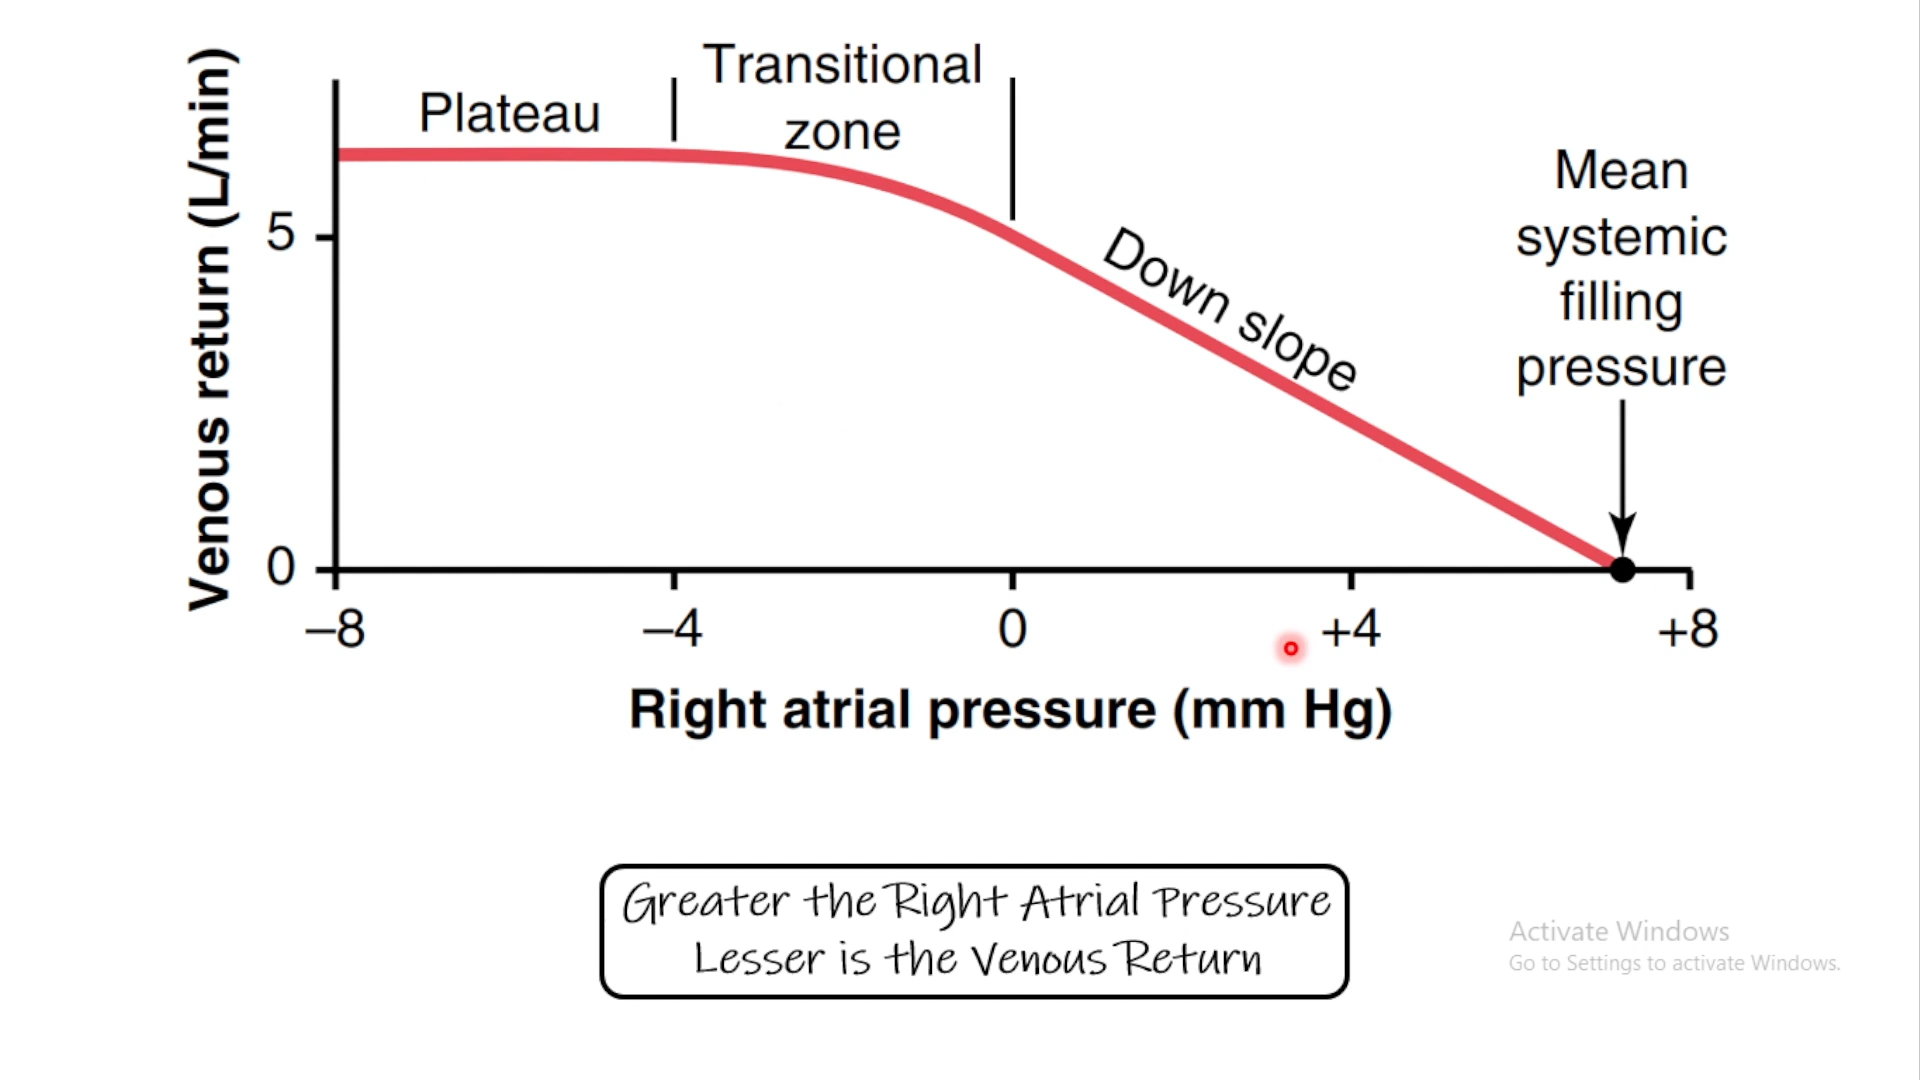 Venous return (L/min)
Plateau
Transitional
zone
Down slope
Mean
systemic
filling
pressure
5
0
–8
–4
0
+4
+8
Right atrial pressure (mm Hg)
Greater the Right Atrial Pressure
Lesser is the Venous Return
Activate Windows
Go to Settings to activate Windows.